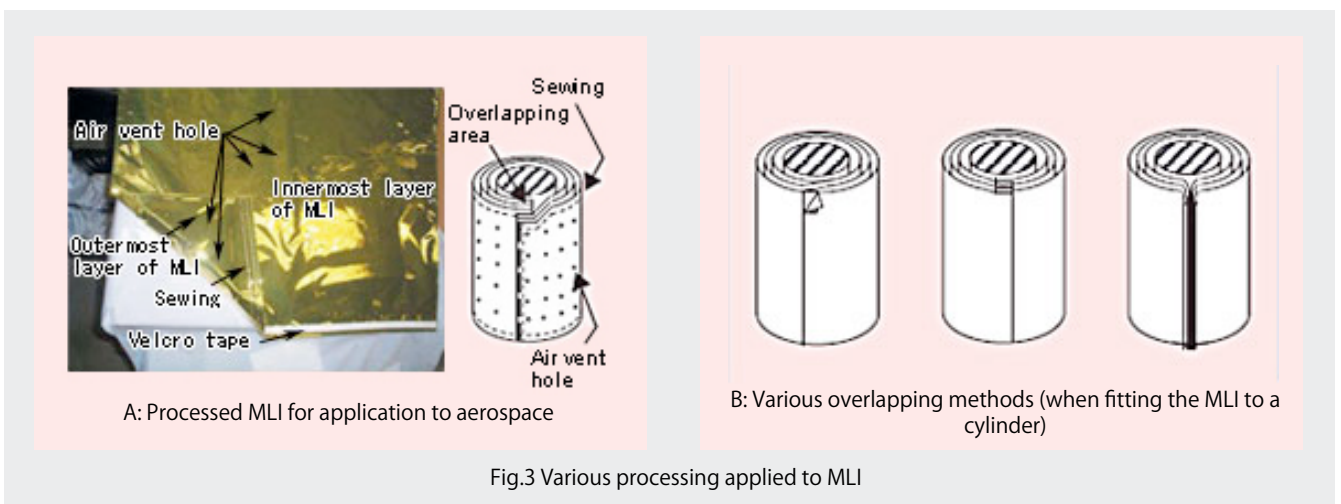 Air vent hole
Innermost layer
of MLI
Outermost
layer of MLI
Sewing
Velcro tape
Sewing
Overlapping
area
Air vent
hole
A: Processed MLI for application to aerospace
B: Various overlapping methods (when fitting the MLI to a
cylinder)
Fig.3 Various processing applied to MLI